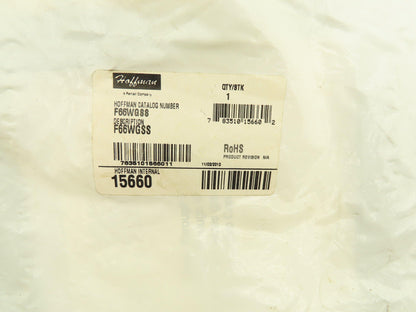 Hoffman
A Pentair Company
QTY/STK
1
HOFFMAN CATALOG NUMBER
F66WGSS
DESCRIPTION
F66WGSS
7 83510 15660 2
RoHS
PRODUCT REVISION N/A
HOFFMAN INTERNAL
15660